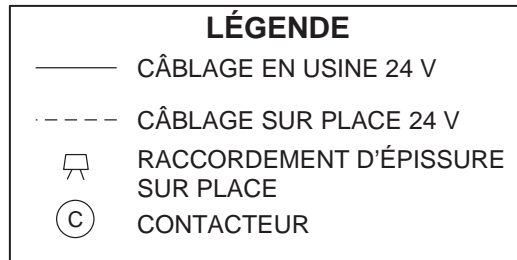 LÉGENDE
CÂBLAGE EN USINE 24 V
CÂBLAGE SUR PLACE 24 V
RACCORDEMENT D'ÉPISSURE
SUR PLACE
C CONTACTEUR